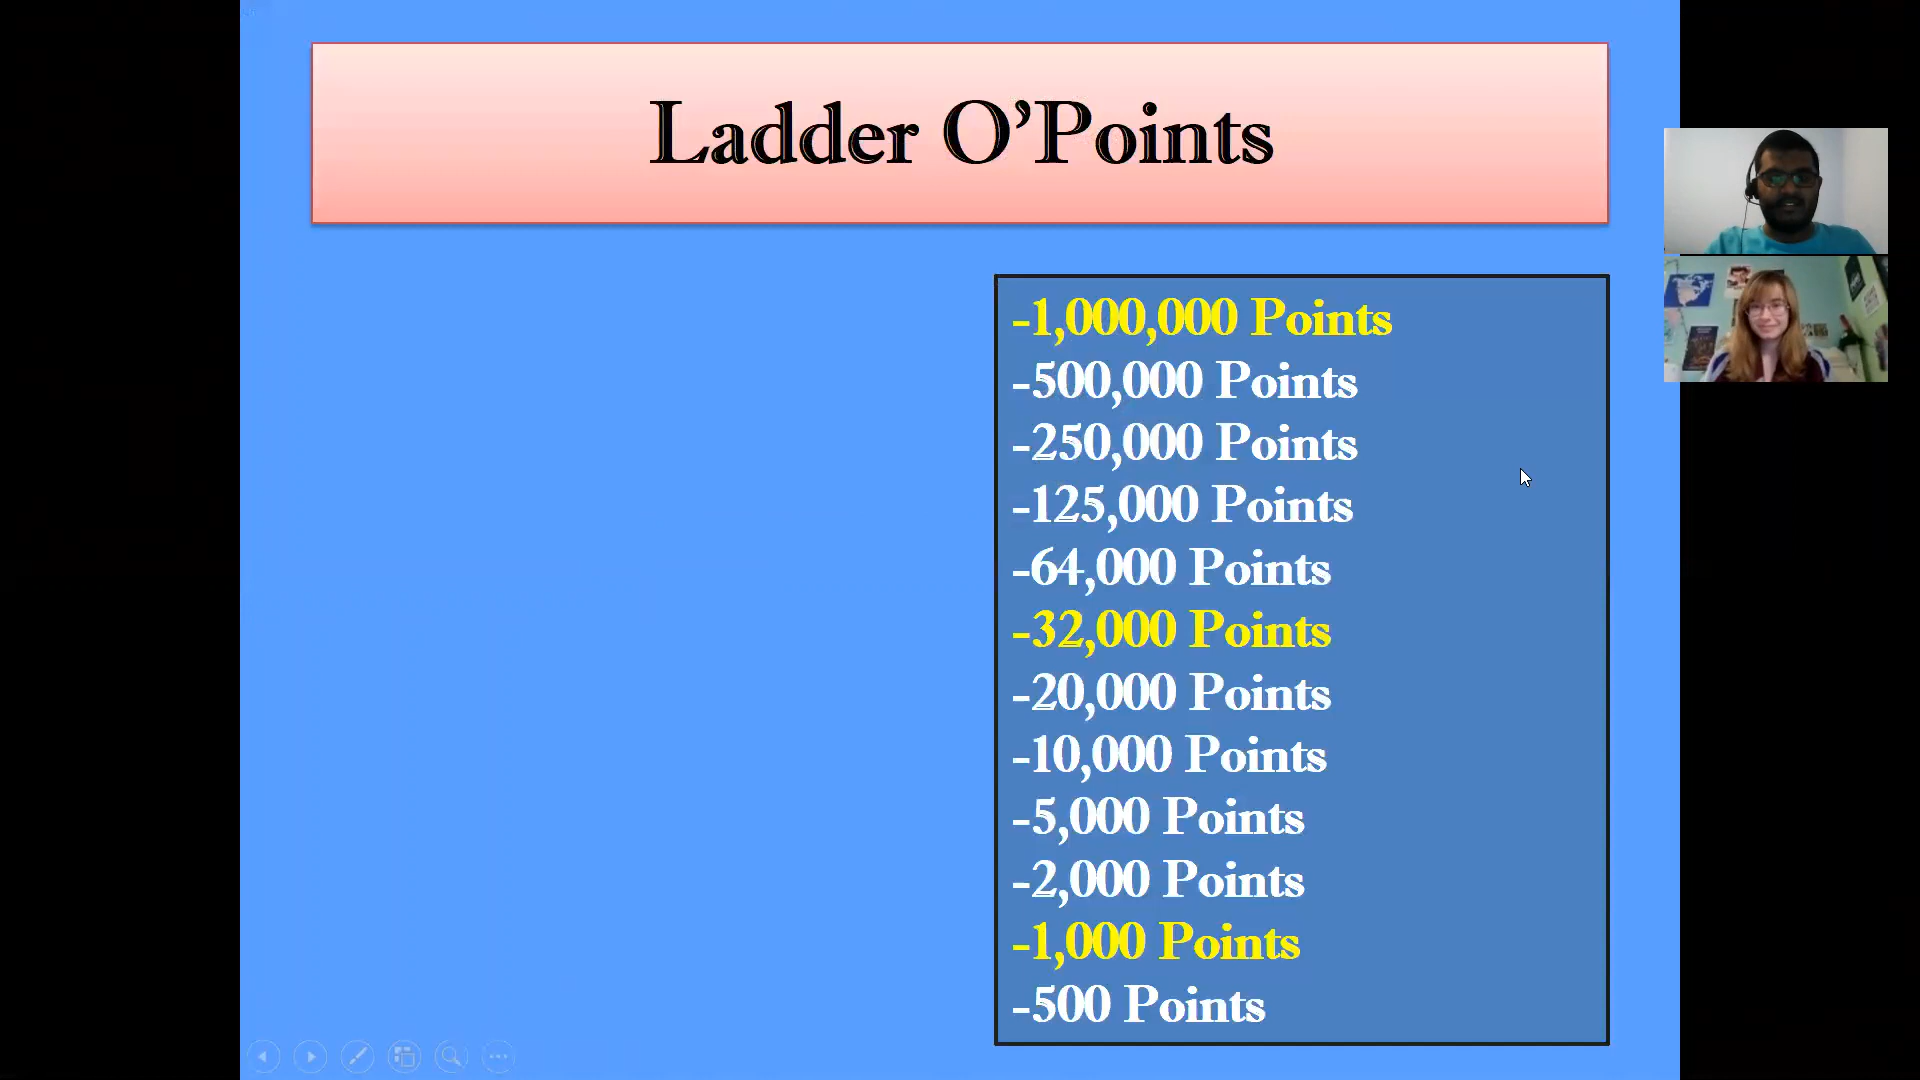 Ladder O’Points
-1,000,000 Points
-500,000 Points
-250,000 Points
-125,000 Points
-64,000 Points
-32,000 Points
-20,000 Points
-10,000 Points
-5,000 Points
-2,000 Points
-1,000 Points
-500 Points